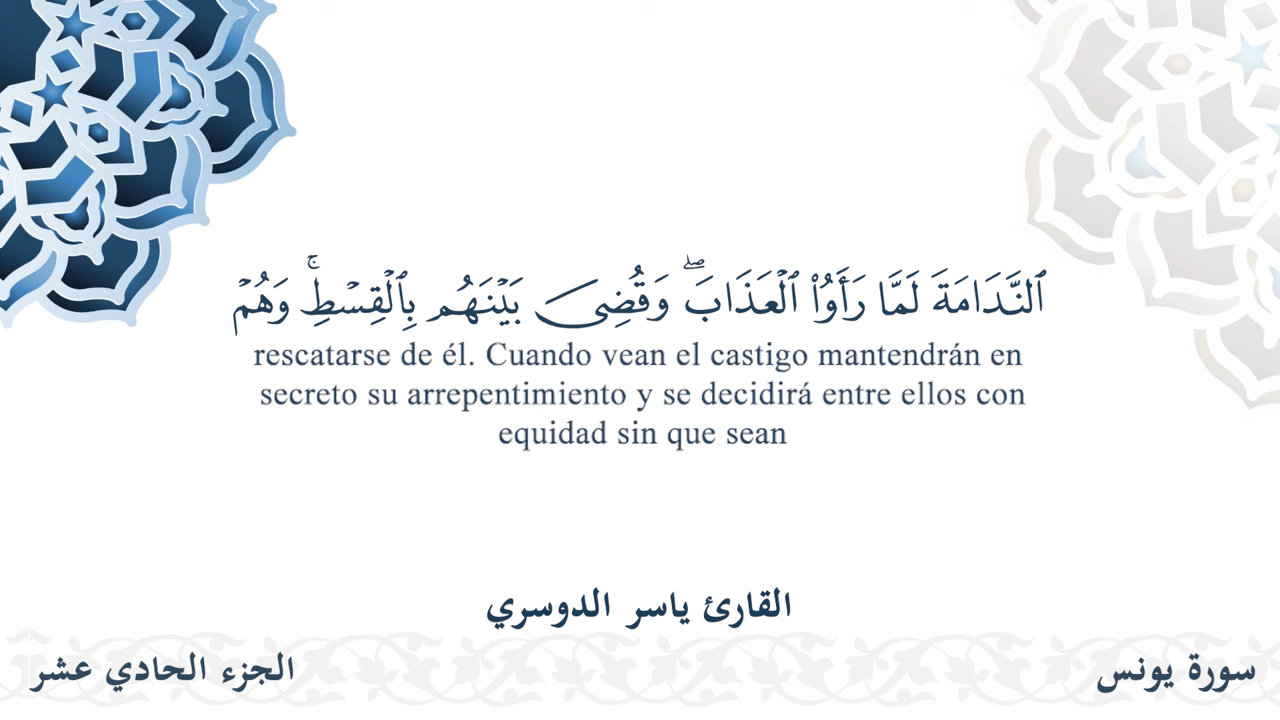 ٱلنَّدَامَةَ لَمَّا رَأَوُا۟ ٱلْعَذَابَ ۖ وَقُضِىَ بَيْنَهُم بِٱلْقِسْطِ ۚ وَهُمْ
rescatarse de él. Cuando vean el castigo mantendrán en
secreto su arrepentimiento y se decidirá entre ellos con
equidad sin que sean
القارئ ياسر الدوسري
سورة يونس
الجزء الحادي عشر